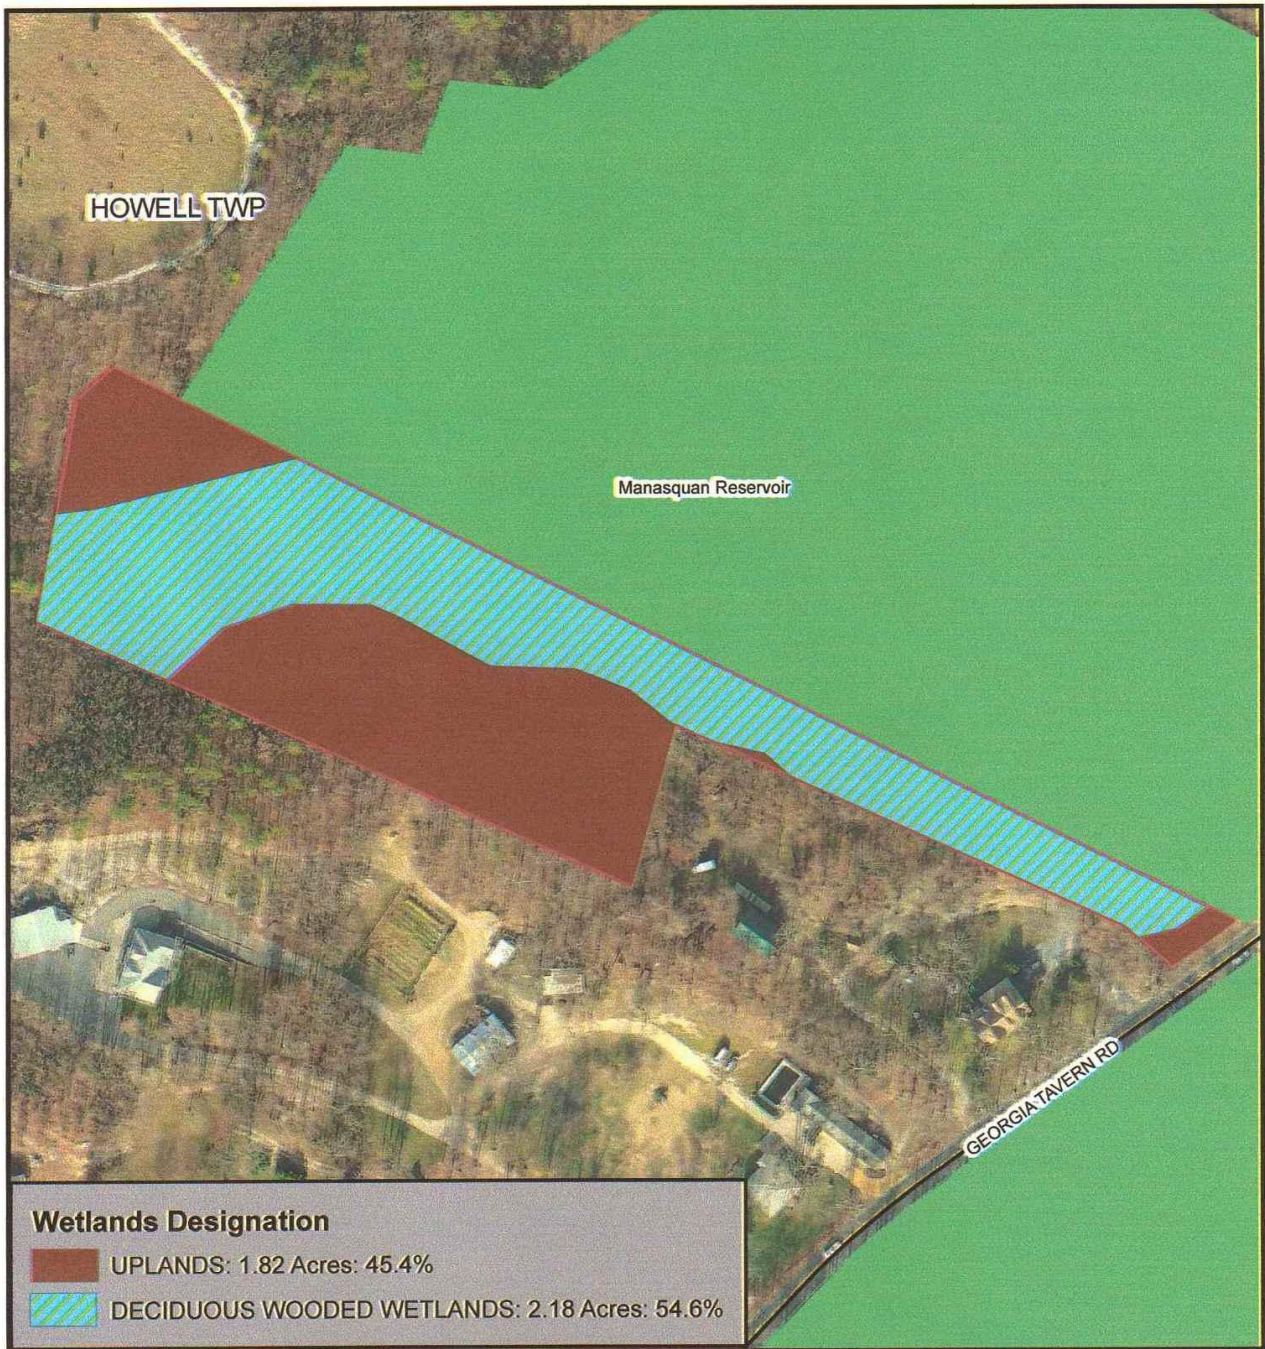 HOWELL TWP
Manasquan Reservoir
GEORGIA TAVERN RD
Wetlands Designation
UPLANDS: 1.82 Acres: 45.4%
DECIDUOUS WOODED WETLANDS: 2.18 Acres: 54.6%